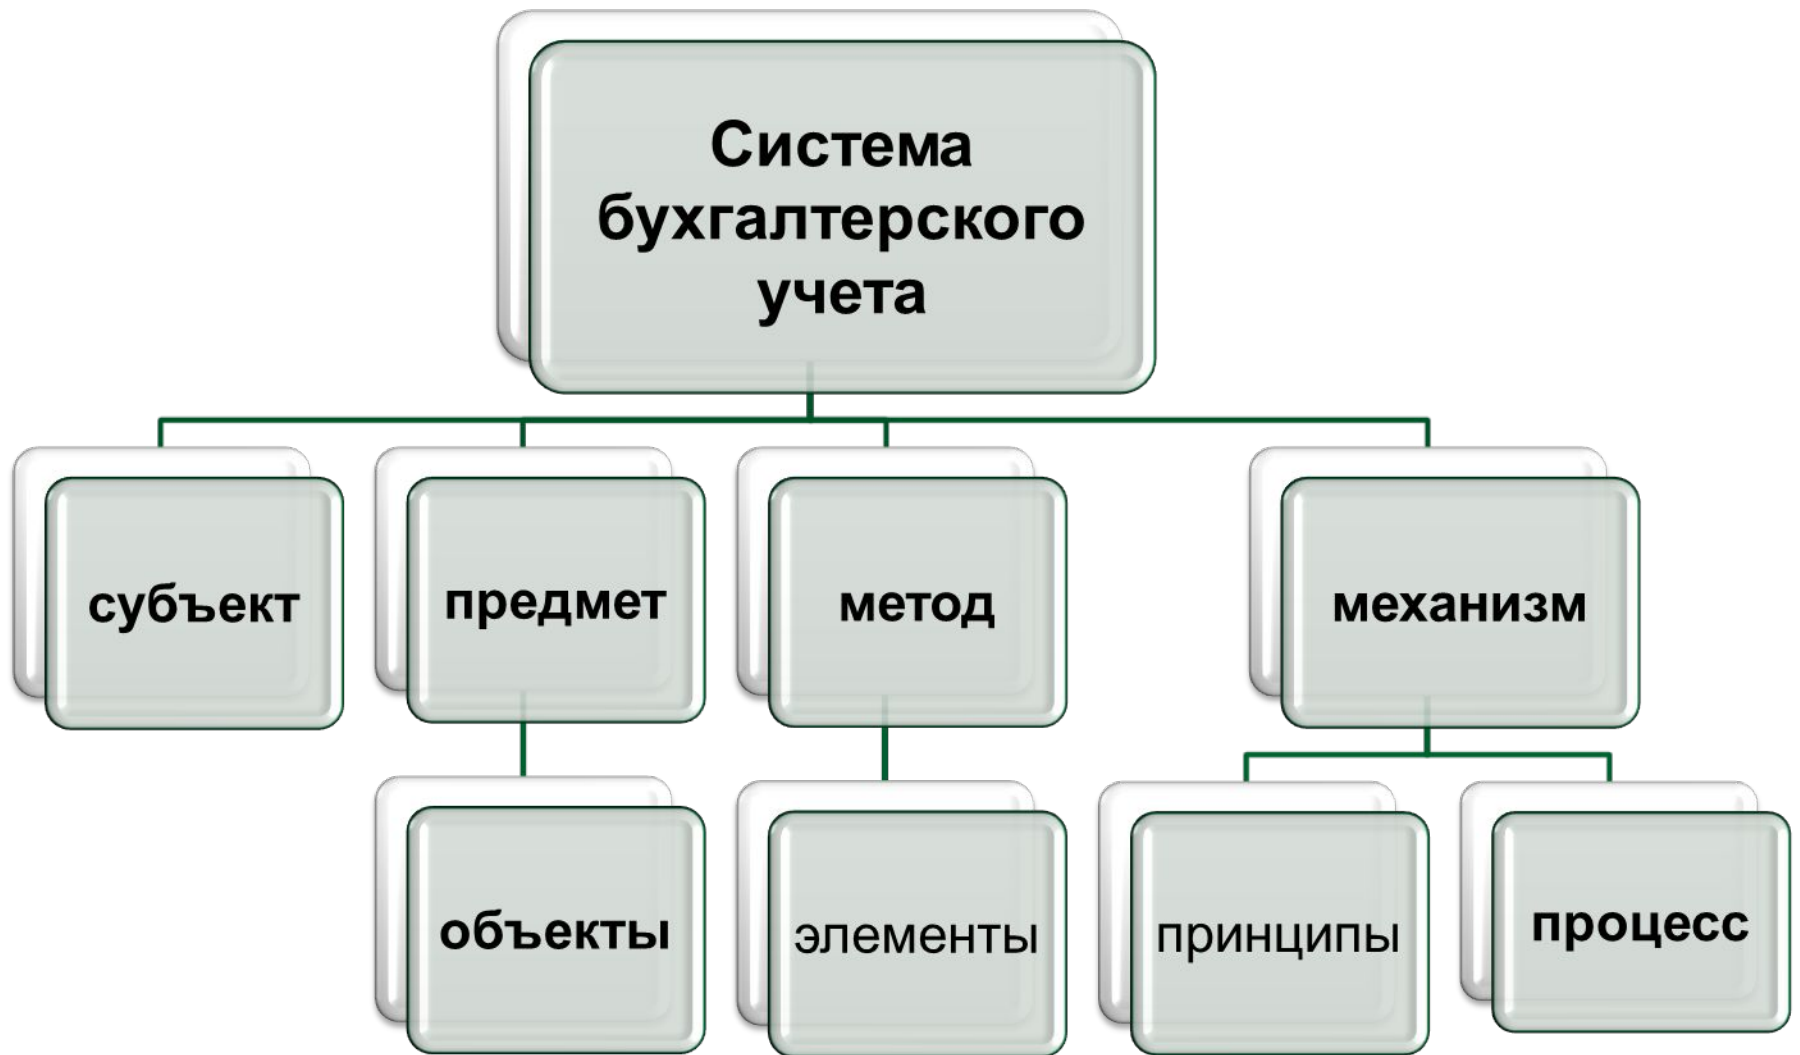 Система
бухгалтерского
учета
субъект
предмет
метод
механизм
объекты
элементы
принципы
процесс